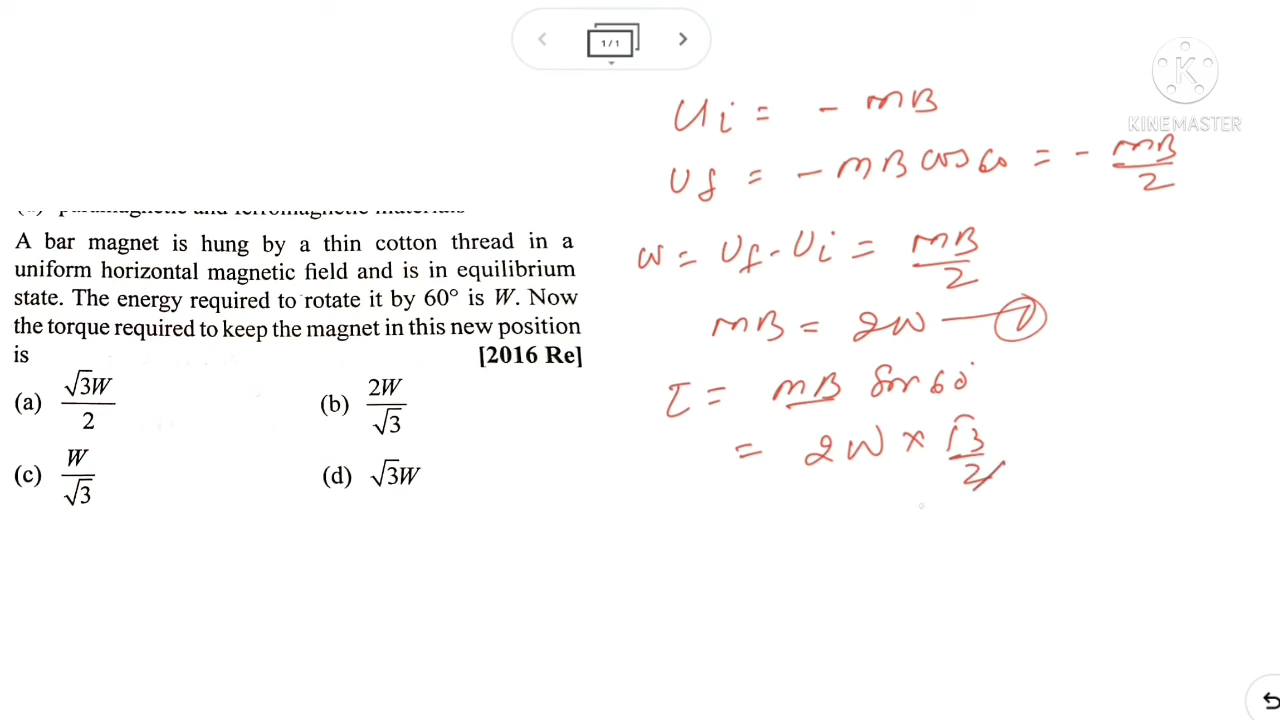 1 / 1
KINEMASTER
A bar magnet is hung by a thin cotton thread in a
uniform horizontal magnetic field and is in equilibrium
state. The energy required to rotate it by 60° is W. Now
the torque required to keep the magnet in this new position
is [2016 Re]
(a) √3W/2 (b) 2W/√3
(c) W/√3 (d) √3W
Ui = - mB
Uf = - mB cos 60 = - mB/2
W = Uf - Ui = mB/2
mB = 2W — ①
τ = mB sin 60°
= 2W × √3/2